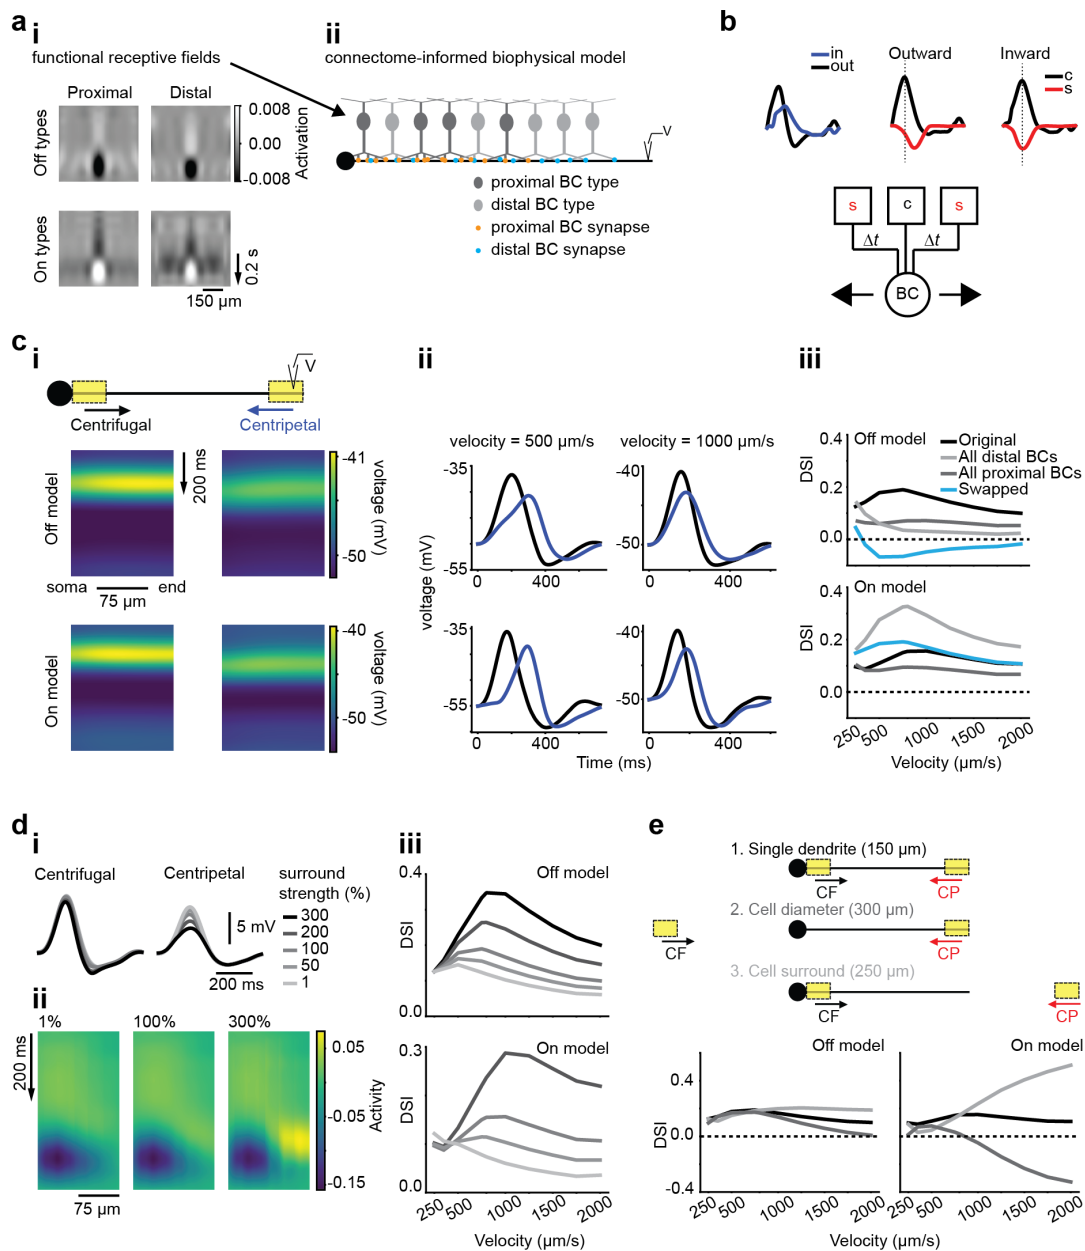 a
i
functional receptive fields
ii
connectome-informed biophysical model
Proximal
Distal
Off types
On types
0.008
0.00
-0.008
Activation
0.2 s
150 µm
V
proximal BC type
distal BC type
proximal BC synapse
distal BC synapse
b
in
out
Outward
Inward
c
s
s
c
s
Δt
Δt
BC
c
i
V
Centrifugal
Centripetal
200 ms
-41
-50
voltage (mV)
Off model
soma
end
75 µm
-40
-50
voltage (mV)
On model
ii
velocity = 500 µm/s
velocity = 1000 µm/s
-35
-55
0
400
-40
-50
0
400
voltage (mV)
-35
-55
0
400
-40
-50
0
400
Time (ms)
iii
0.4
0.2
0.0
DSI
Off model
Original
All distal BCs
All proximal BCs
Swapped
0.4
0.2
0.0
DSI
On model
250
500
1000
1500
2000
Velocity (µm/s)
d
i
Centrifugal
Centripetal
surround
strength (%)
300
200
100
50
1
5 mV
200 ms
ii
1%
100%
300%
200 ms
0.05
-0.05
-0.15
Activity
75 µm
iii
0.4
0.0
DSI
Off model
0.3
0.0
DSI
On model
250
500
1000
1500
2000
Velocity (µm/s)
e
1. Single dendrite (150 µm)
CF
CP
2. Cell diameter (300 µm)
CF
CP
3. Cell surround (250 µm)
CF
CP
Off model
On model
0.4
0.0
-0.4
DSI
250
500
1000
1500
2000
250
500
1000
1500
2000
Velocity (µm/s)